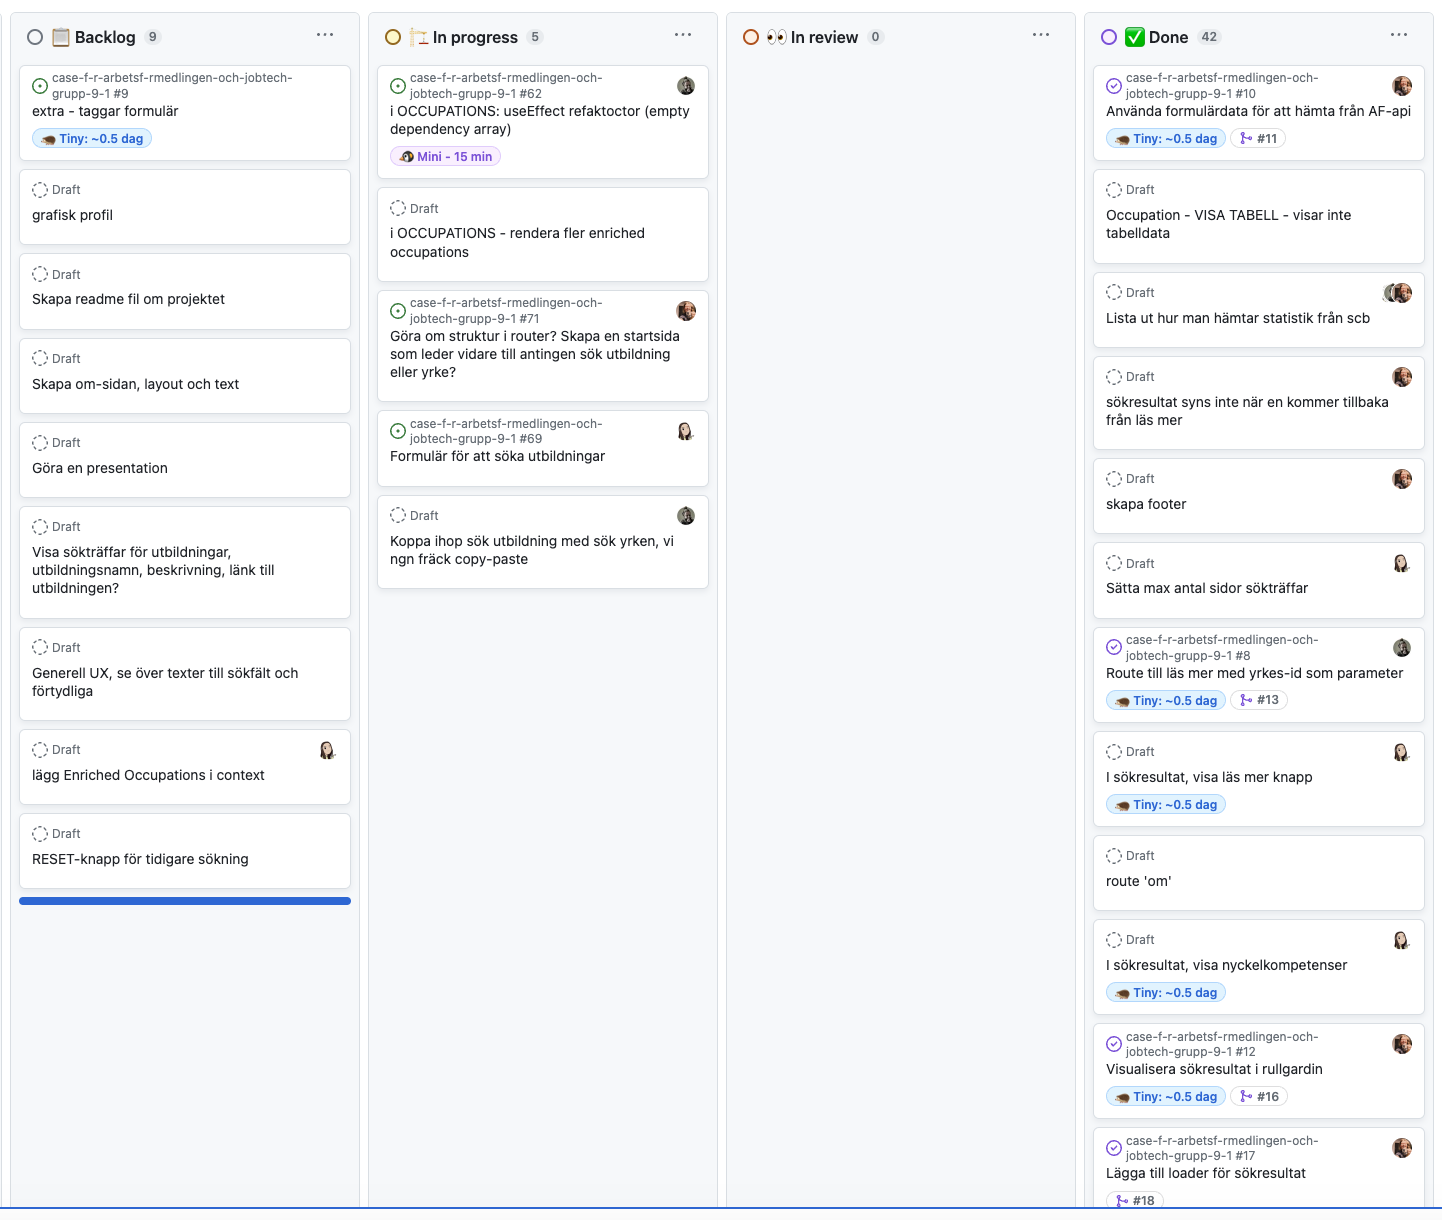 Backlog 9
case-f-r-arbetsf-rmedlingen-och-jobtech-
grupp-9-1 #9
extra - taggar formulär
Tiny: ~0.5 dag
Draft
grafisk profil
Draft
Skapa readme fil om projektet
Draft
Skapa om-sidan, layout och text
Draft
Göra en presentation
Draft
Visa sökträffar för utbildningar,
utbildningsnamn, beskrivning, länk till
utbildningen?
Draft
Generell UX, se över texter till sökfält och
förtydliga
Draft
lägg Enriched Occupations i context
Draft
RESET-knapp för tidigare sökning
In progress 5
case-f-r-arbetsf-rmedlingen-och-
jobtech-grupp-9-1 #62
i OCCUPATIONS: useEffect refaktoctor (empty
dependency array)
Mini - 15 min
Draft
i OCCUPATIONS - rendera fler enriched
occupations
case-f-r-arbetsf-rmedlingen-och-
jobtech-grupp-9-1 #71
Göra om struktur i router? Skapa en startsida
som leder vidare till antingen sök utbildning
eller yrke?
case-f-r-arbetsf-rmedlingen-och-
jobtech-grupp-9-1 #69
Formulär för att söka utbildningar
Draft
Koppa ihop sök utbildning med sök yrken, vi
ngn fräck copy-paste
In review 0
Done 42
case-f-r-arbetsf-rmedlingen-och-
jobtech-grupp-9-1 #10
Använda formulärdata för att hämta från AF-api
Tiny: ~0.5 dag #11
Draft
Occupation - VISA TABELL - visar inte
tabelldata
Draft
Lista ut hur man hämtar statistik från scb
Draft
sökresultat syns inte när en kommer tillbaka
från läs mer
Draft
skapa footer
Draft
Sätta max antal sidor sökträffar
case-f-r-arbetsf-rmedlingen-och-
jobtech-grupp-9-1 #8
Route till läs mer med yrkes-id som parameter
Tiny: ~0.5 dag #13
Draft
I sökresultat, visa läs mer knapp
Tiny: ~0.5 dag
Draft
route 'om'
Draft
I sökresultat, visa nyckelkompetenser
Tiny: ~0.5 dag
case-f-r-arbetsf-rmedlingen-och-
jobtech-grupp-9-1 #12
Visualisera sökresultat i rullgardin
Tiny: ~0.5 dag #16
case-f-r-arbetsf-rmedlingen-och-
jobtech-grupp-9-1 #17
Lägga till loader för sökresultat
#18